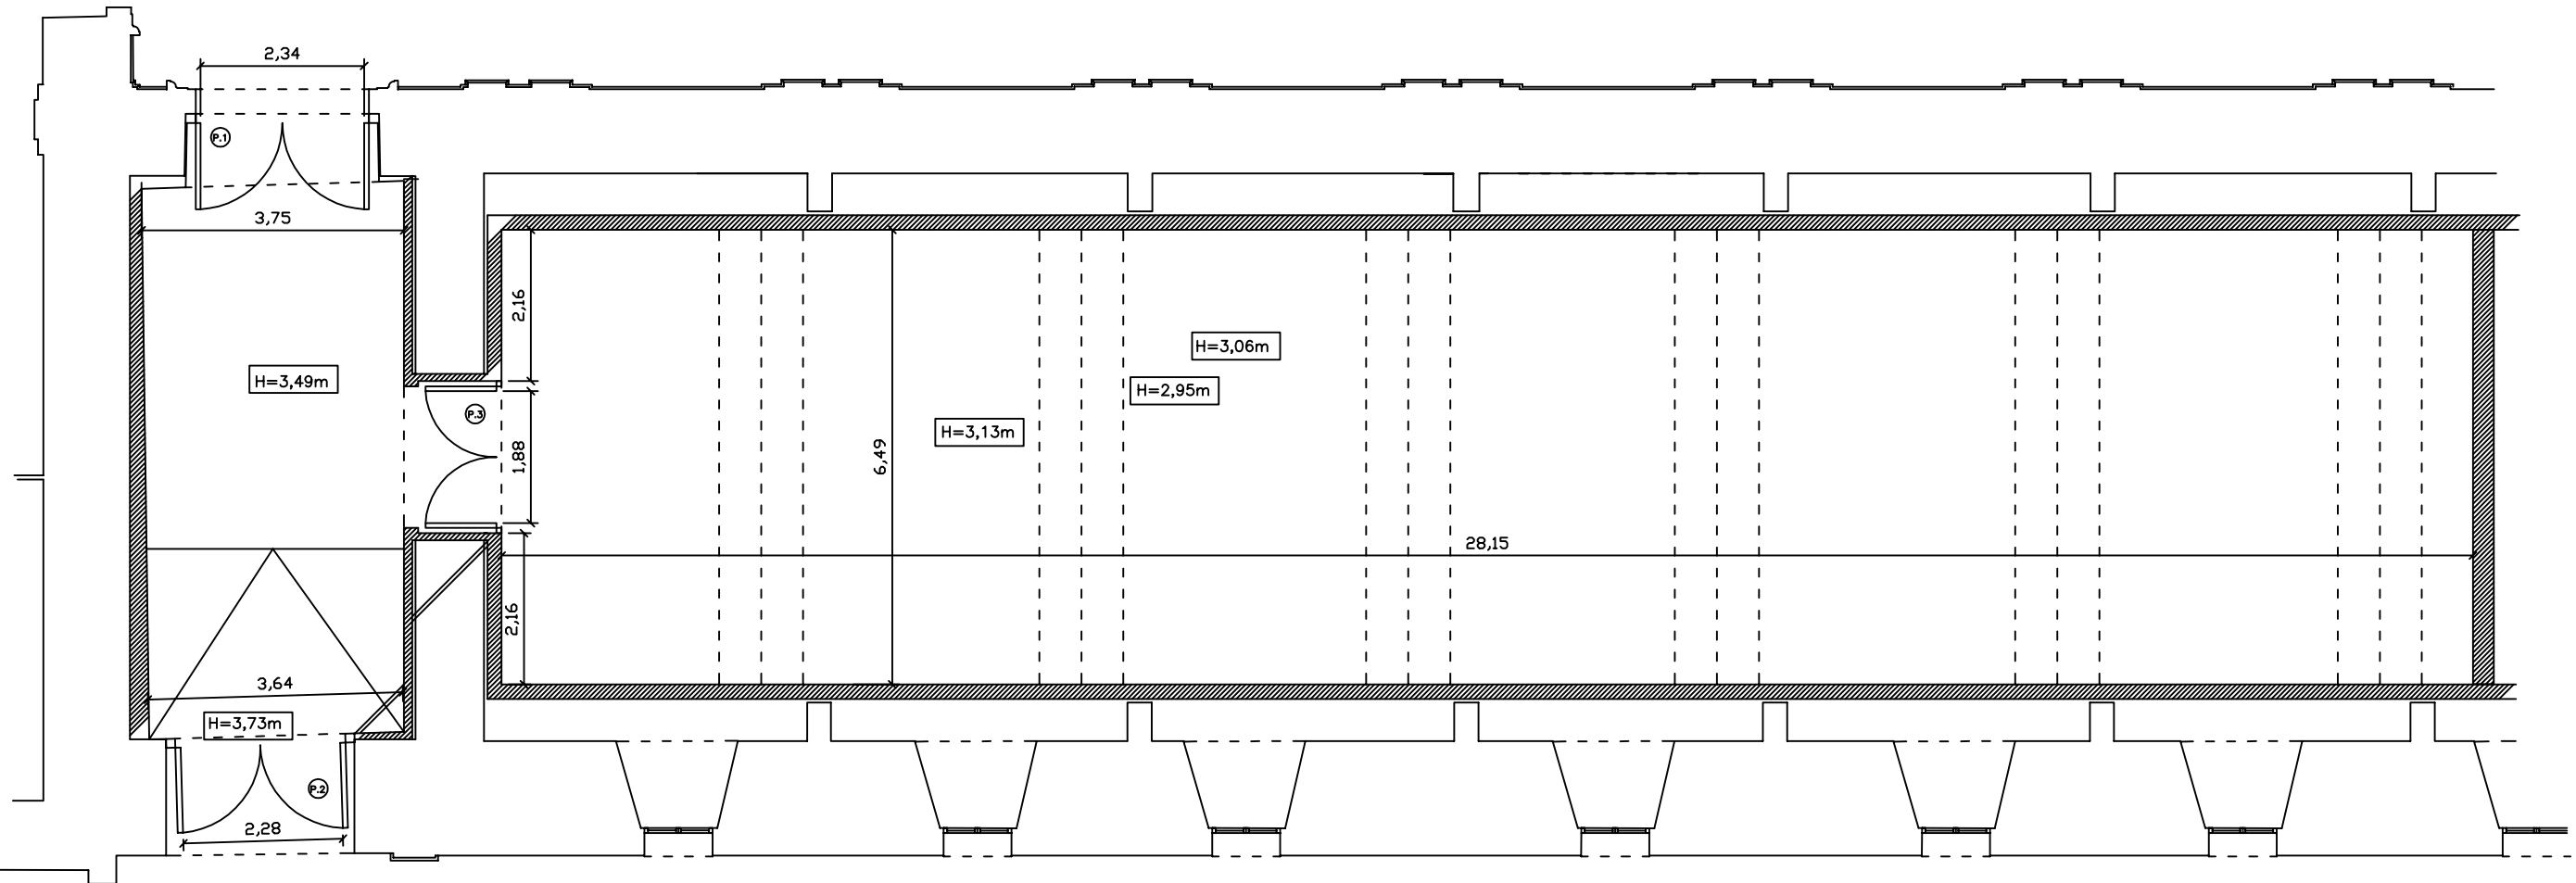 2,34
P.1
3,75
2,16
H=3,06m
H=3,49m
H=2,95m
P.3
H=3,13m
1,88
6,49
28,15
2,16
3,64
H=3,73m
P.2
2,28